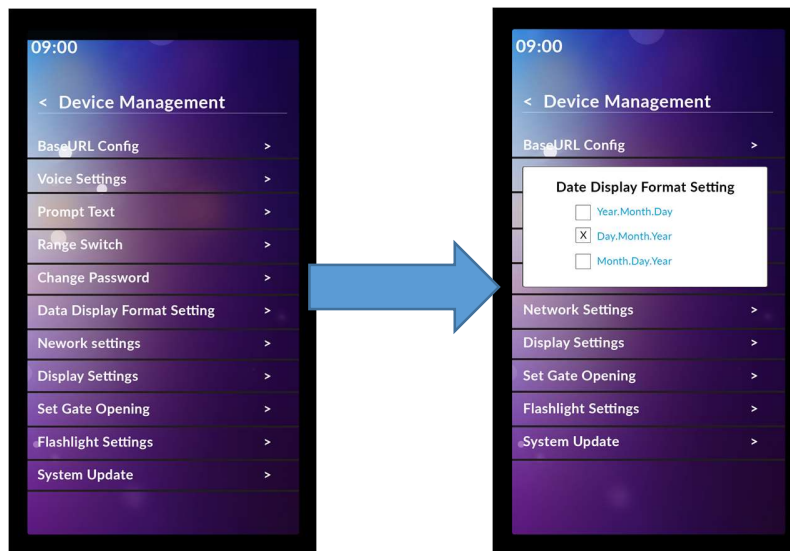 09:00
< Device Management
BaseURL Config >
Voice Settings >
Prompt Text >
Range Switch >
Change Password >
Data Display Format Setting >
Nework settings >
Display Settings >
Set Gate Opening >
Flashlight Settings >
System Update >
09:00
< Device Management
BaseURL Config >
Date Display Format Setting
Year.Month.Day
X Day.Month.Year
Month.Day.Year
Network Settings >
Display Settings >
Set Gate Opening >
Flashlight Settings >
System Update >